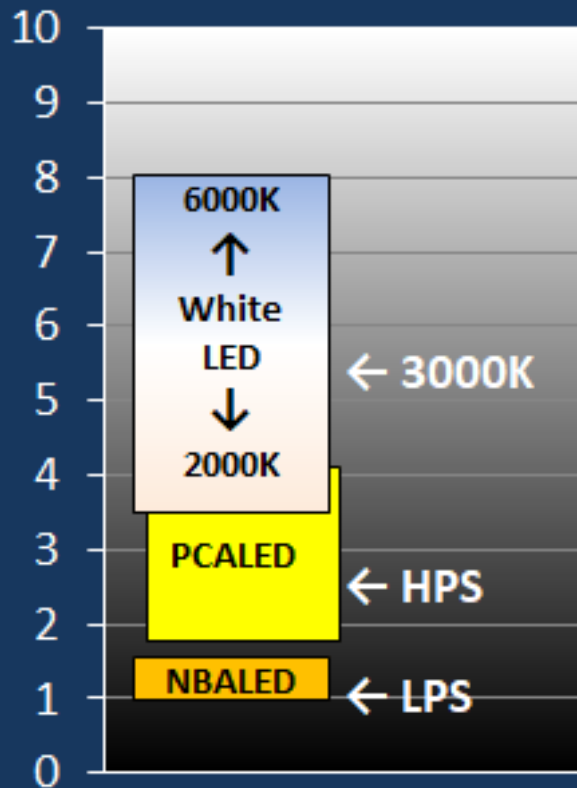 10
9
8
7
6
5
4
3
2
1
0
6000K
↑
White
LED
↓
2000K
PCALED
NBALED
← 3000K
← HPS
← LPS